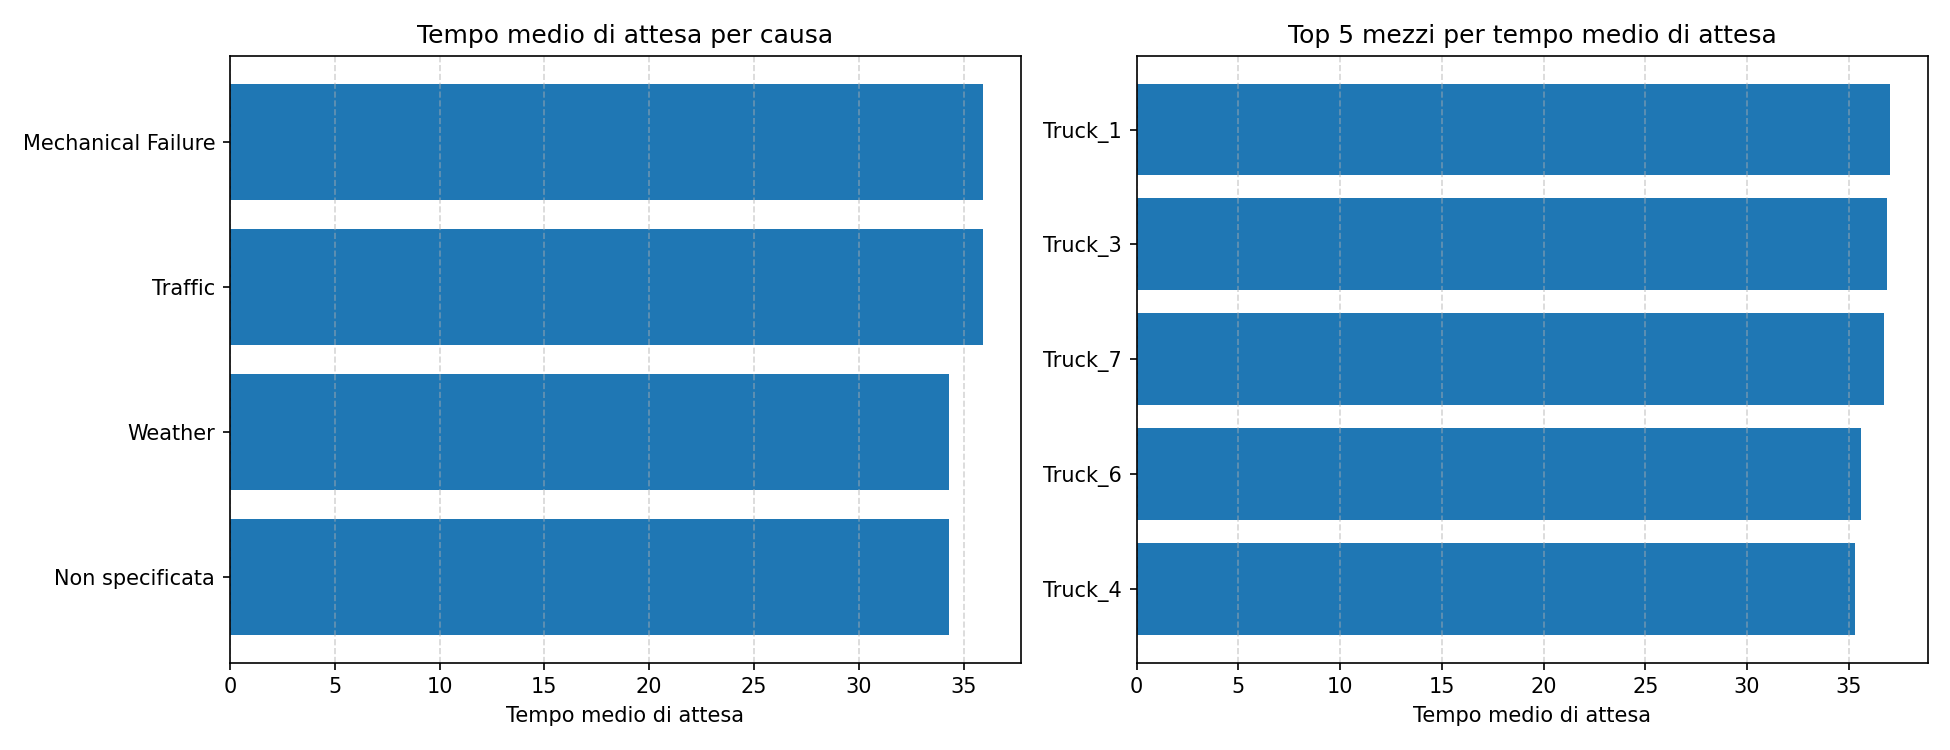 Tempo medio di attesa per causa
Mechanical Failure
Traffic
Weather
Non specificata
0 5 10 15 20 25 30 35
Tempo medio di attesa
Top 5 mezzi per tempo medio di attesa
Truck_1
Truck_3
Truck_7
Truck_6
Truck_4
0 5 10 15 20 25 30 35
Tempo medio di attesa